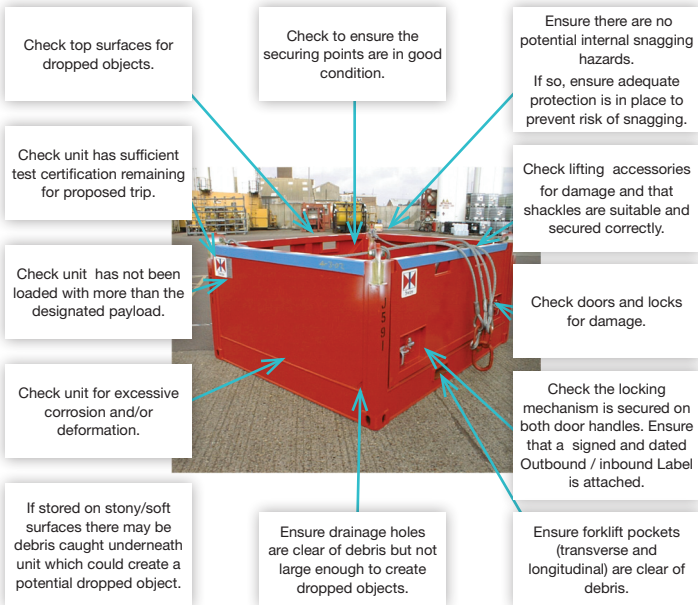 Check top surfaces for
dropped objects.
Check to ensure the
securing points are in good
condition.
Ensure there are no
potential internal snagging
hazards.
If so, ensure adequate
protection is in place to
prevent risk of snagging.
Check unit has sufficient
test certification remaining
for proposed trip.
Check lifting accessories
for damage and that
shackles are suitable and
secured correctly.
Check unit has not been
loaded with more than the
designated payload.
Check doors and locks
for damage.
Check unit for excessive
corrosion and/or
deformation.
Check the locking
mechanism is secured on
both door handles. Ensure
that a signed and dated
Outbound / inbound Label
is attached.
If stored on stony/soft
surfaces there may be
debris caught underneath
unit which could create a
potential dropped object.
Ensure drainage holes
are clear of debris but not
large enough to create
dropped objects.
Ensure forklift pockets
(transverse and
longitudinal) are clear of
debris.